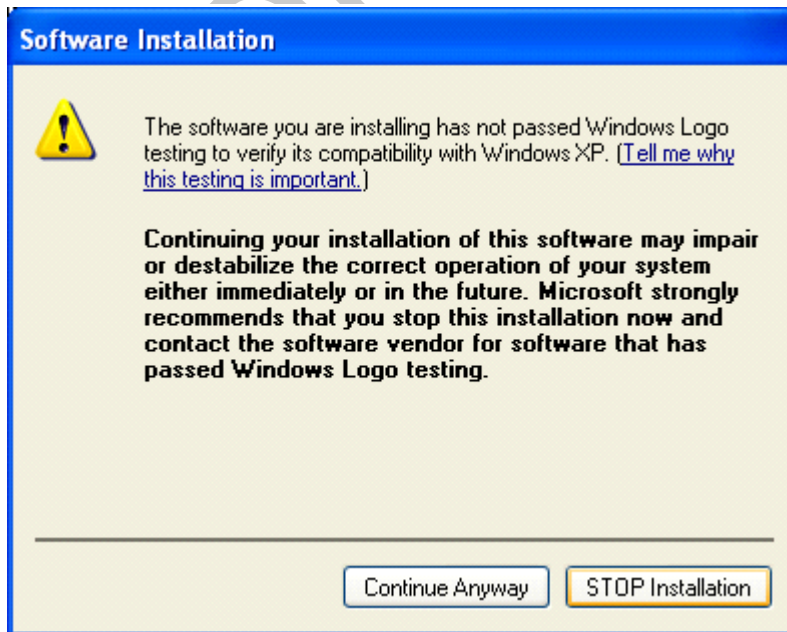 Software Installation
The software you are installing has not passed Windows Logo
testing to verify its compatibility with Windows XP. (Tell me why
this testing is important.)
Continuing your installation of this software may impair
or destabilize the correct operation of your system
either immediately or in the future. Microsoft strongly
recommends that you stop this installation now and
contact the software vendor for software that has
passed Windows Logo testing.
Continue Anyway
STOP Installation